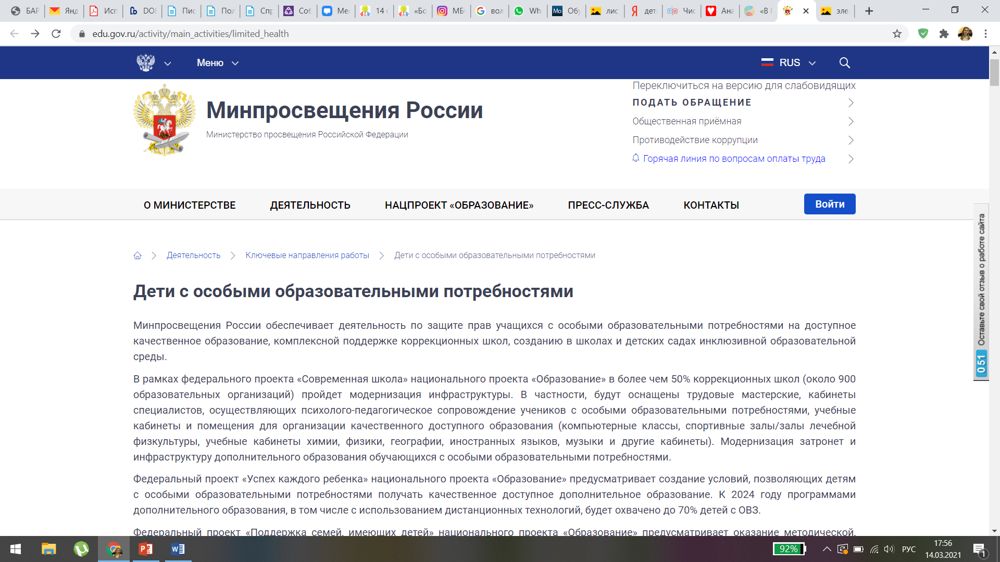 БАР
Янд
Исп
DOE
Пис
Пол
Спр
Соб
Мес
14 с
«Бо
МБ
вол
Wha
Обу
лис
дет
Чис
Ана
«В Р
эле
edu.gov.ru/activity/main_activities/limited_health
Меню
RUS
Переключиться на версию для слабовидящих
ПОДАТЬ ОБРАЩЕНИЕ
Минпросвещения России
Общественная приёмная
Министерство просвещения Российской Федерации
Противодействие коррупции
Горячая линия по вопросам оплаты труда
О МИНИСТЕРСТВЕ ДЕЯТЕЛЬНОСТЬ НАЦПРОЕКТ «ОБРАЗОВАНИЕ» ПРЕСС-СЛУЖБА КОНТАКТЫ Войти
Оставьте свой отзыв о работе сайта
051
Деятельность Ключевые направления работы Дети с особыми образовательными потребностями
Дети с особыми образовательными потребностями
Минпросвещения России обеспечивает деятельность по защите прав учащихся с особыми образовательными потребностями на доступное
качественное образование, комплексной поддержке коррекционных школ, созданию в школах и детских садах инклюзивной образовательной
среды.
В рамках федерального проекта «Современная школа» национального проекта «Образование» в более чем 50% коррекционных школ (около 900
образовательных организаций) пройдет модернизация инфраструктуры. В частности, будут оснащены трудовые мастерские, кабинеты
специалистов, осуществляющих психолого-педагогическое сопровождение учеников с особыми образовательными потребностями, учебные
кабинеты и помещения для организации качественного доступного образования (компьютерные классы, спортивные залы/залы лечебной
физкультуры, учебные кабинеты химии, физики, географии, иностранных языков, музыки и другие кабинеты). Модернизация затронет и
инфраструктуру дополнительного образования обучающихся с особыми образовательными потребностями.
Федеральный проект «Успех каждого ребенка» национального проекта «Образование» предусматривает создание условий, позволяющих детям
с особыми образовательными потребностями получать качественное доступное дополнительное образование. К 2024 году программами
дополнительного образования, в том числе с использованием дистанционных технологий, будет охвачено до 70% детей с ОВЗ.
Федеральный проект «Поддержка семей, имеющих детей» национального проекта «Образование» предусматривает оказание методической,
92%
РУС
17:56
14.03.2021
1